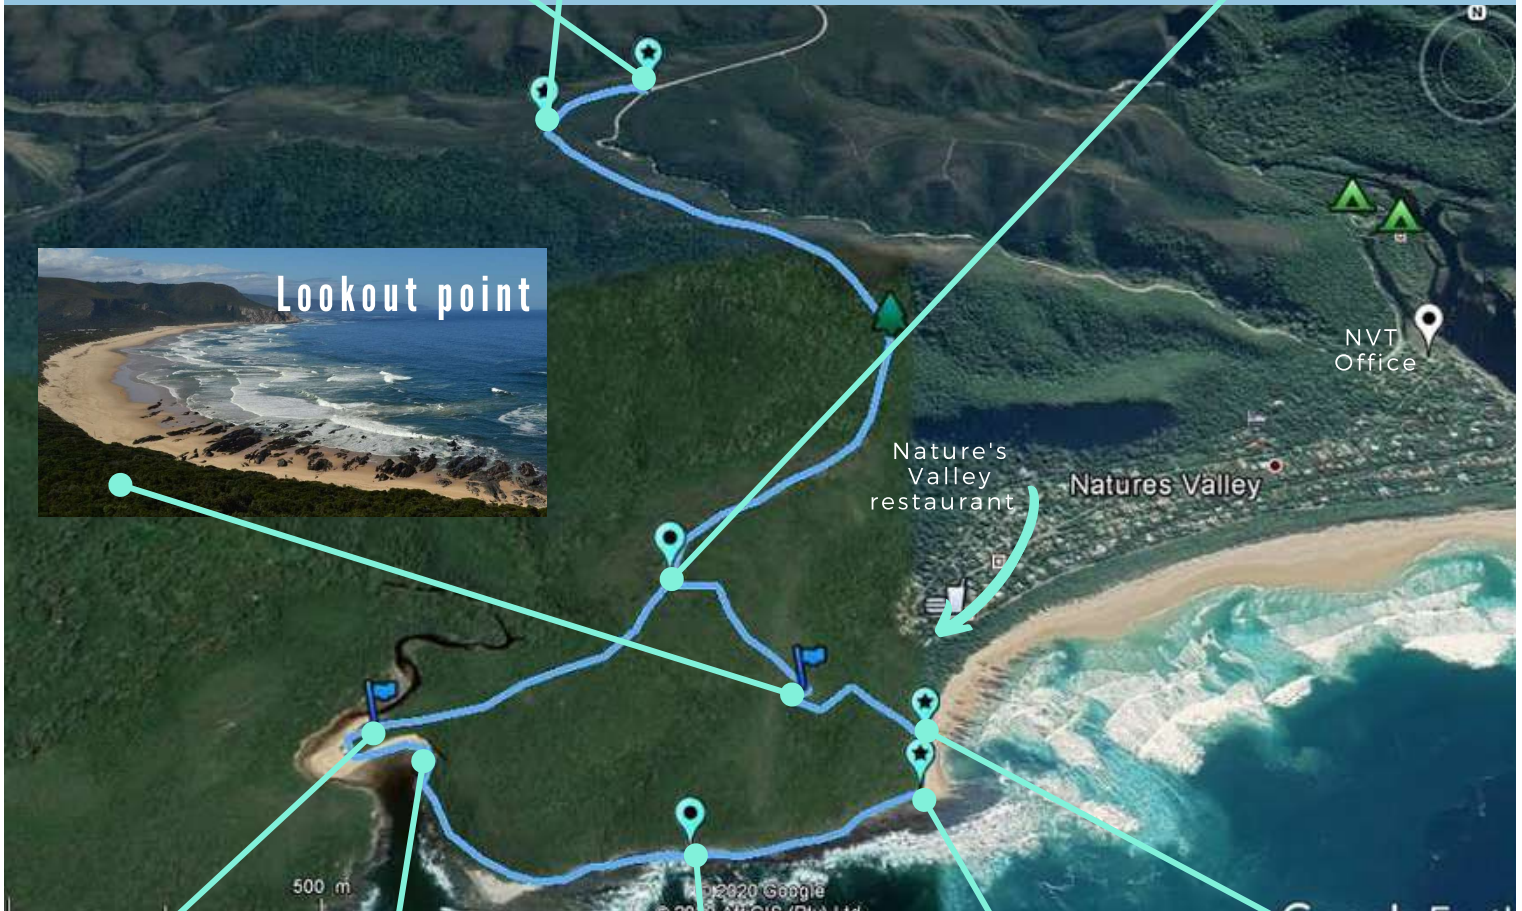 N
Lookout point
NVT
Office
Nature's
Valley
restaurant
Natures Valley
500 m
2020 Google